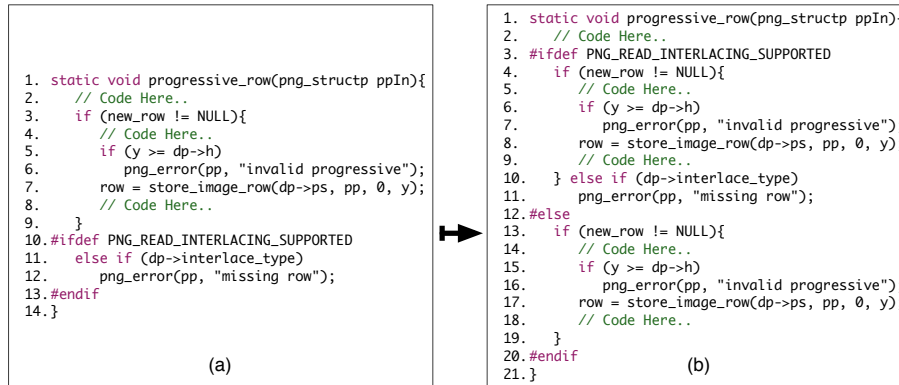 1. static void progressive_row(png_structp ppIn){
2. // Code Here..
3. if (new_row != NULL){
4. // Code Here..
5. if (y >= dp->h)
6. png_error(pp, "invalid progressive");
7. row = store_image_row(dp->ps, pp, 0, y);
8. // Code Here..
9. }
10. #ifdef PNG_READ_INTERLACING_SUPPORTED
11. else if (dp->interlace_type)
12. png_error(pp, "missing row");
13. #endif
14. }
(a)
1. static void progressive_row(png_structp ppIn){
2. // Code Here..
3. #ifdef PNG_READ_INTERLACING_SUPPORTED
4. if (new_row != NULL){
5. // Code Here..
6. if (y >= dp->h)
7. png_error(pp, "invalid progressive")
8. row = store_image_row(dp->ps, pp, 0, y)
9. // Code Here..
10. } else if (dp->interlace_type)
11. png_error(pp, "missing row");
12. #else
13. if (new_row != NULL){
14. // Code Here..
15. if (y >= dp->h)
16. png_error(pp, "invalid progressive")
17. row = store_image_row(dp->ps, pp, 0, y)
18. // Code Here..
19. }
20. #endif
21. }
(b)